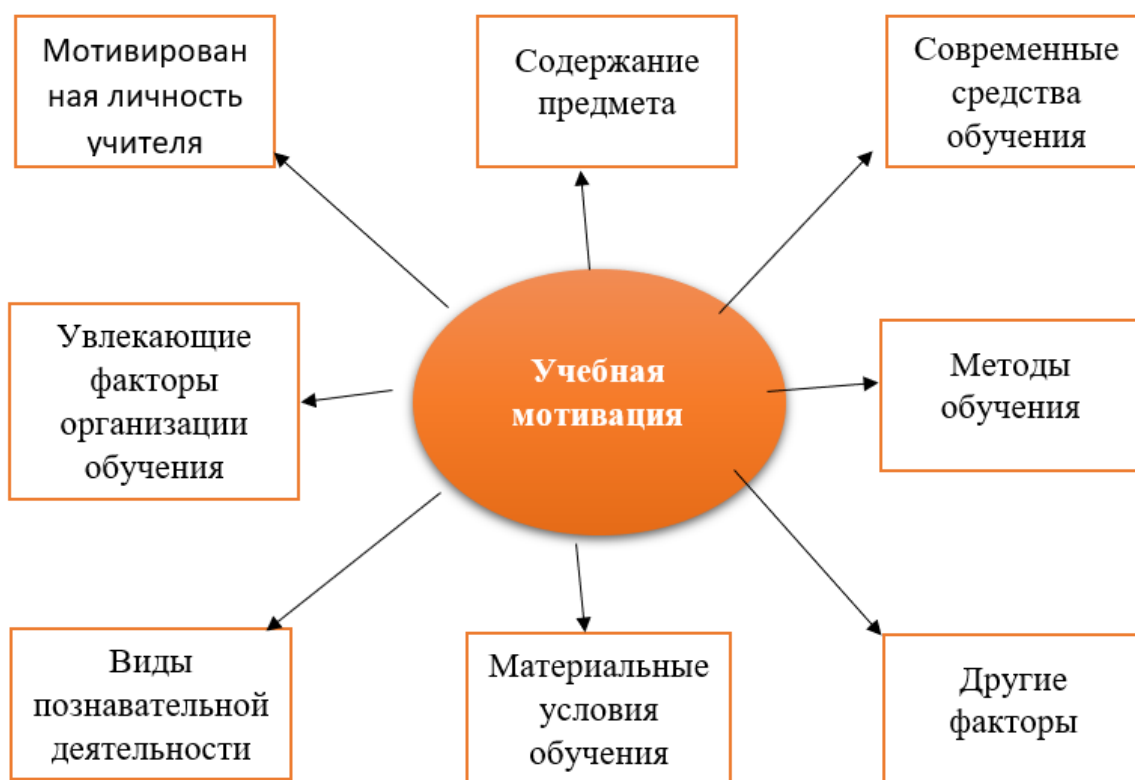 Мотивирован
ная личность
учителя
Содержание
предмета
Современные
средства
обучения
Увлекающие
факторы
организации
обучения
Учебная
мотивация
Методы
обучения
Виды
познавательной
деятельности
Материальные
условия
обучения
Другие
факторы